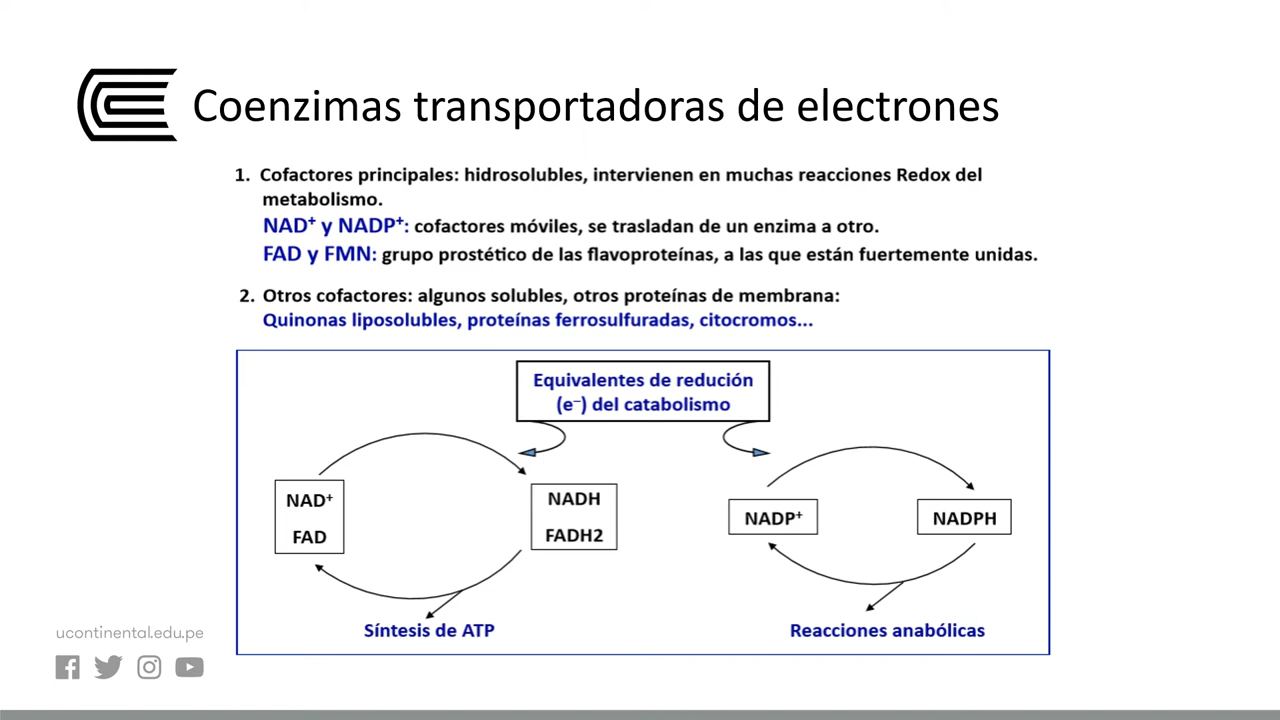 Coenzimas transportadoras de electrones
1. Cofactores principales: hidrosolubles, intervienen en muchas reacciones Redox del
metabolismo.
NAD⁺ y NADP⁺: cofactores móviles, se trasladan de un enzima a otro.
FAD y FMN: grupo prostético de las flavoproteínas, a las que están fuertemente unidas.
2. Otros cofactores: algunos solubles, otros proteínas de membrana:
Quinonas liposolubles, proteínas ferrosulfuradas, citocromos...
Equivalentes de redución
(e⁻) del catabolismo
NAD⁺
FAD
NADH
FADH2
Síntesis de ATP
NADP⁺
NADPH
Reacciones anabólicas
ucontinental.edu.pe